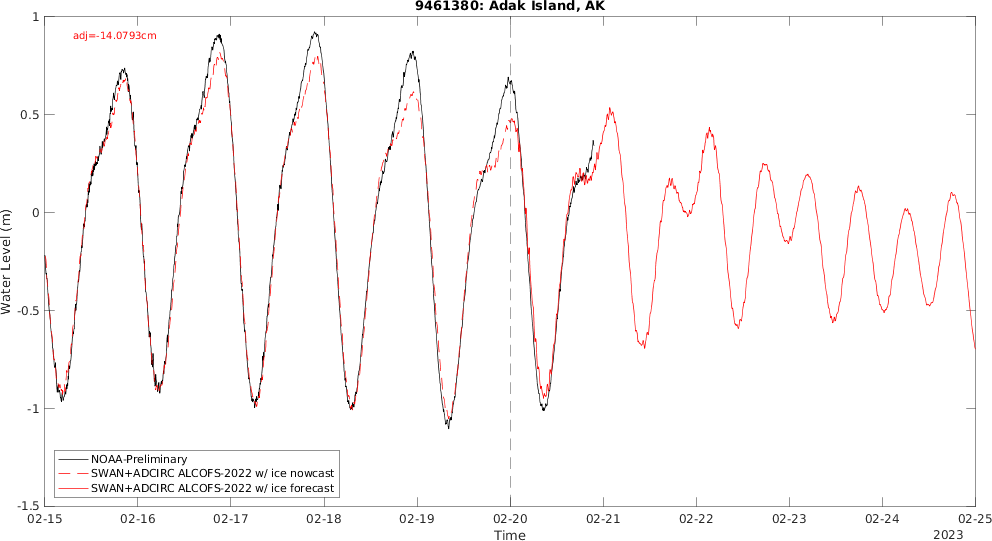 9461380: Adak Island, AK
adj=-14.0793cm
1
0.5
0
-0.5
-1
-1.5
Water Level (m)
NOAA-Preliminary
SWAN+ADCIRC ALCOFS-2022 w/ ice nowcast
SWAN+ADCIRC ALCOFS-2022 w/ ice forecast
02-15 02-16 02-17 02-18 02-19 02-20 02-21 02-22 02-23 02-24 02-25
Time
2023